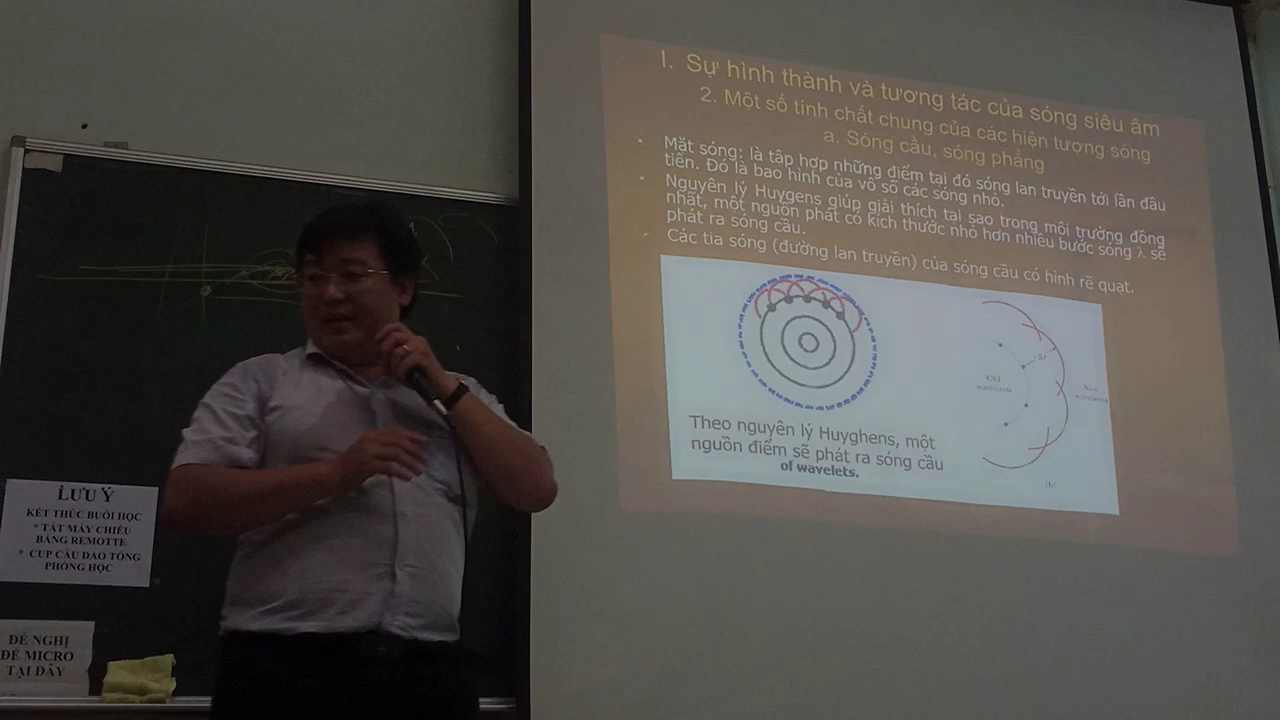 I. Sự hình thành và tương tác của sóng siêu âm
2. Một số tính chất chung của các hiện tượng sóng
a. Sóng cầu, sóng phẳng
Mặt sóng: là tập hợp những điểm tại đó sóng lan truyền tới lần đầu
tiên. Đó là bao hình của vô số các sóng nhỏ.
Nguyên lý Huygens giúp giải thích tại sao trong môi trường đồng
nhất, một nguồn phát có kích thước nhỏ hơn nhiều bước sóng λ sẽ
phát ra sóng cầu.
Các tia sóng (đường lan truyền) của sóng cầu có hình rẽ quạt.
Old
wavefront
New
wavefront
Theo nguyên lý Huyghens, một
nguồn điểm sẽ phát ra sóng cầu
of wavelets.
(b)
LƯU Ý
KẾT THÚC BUỔI HỌC
* TẮT MÁY CHIẾU
BẰNG REMOTTE
* CUP CẦU DAO TỔNG
PHÒNG HỌC
ĐỀ NGHỊ
ĐỂ MICRO
TẠI ĐÂY